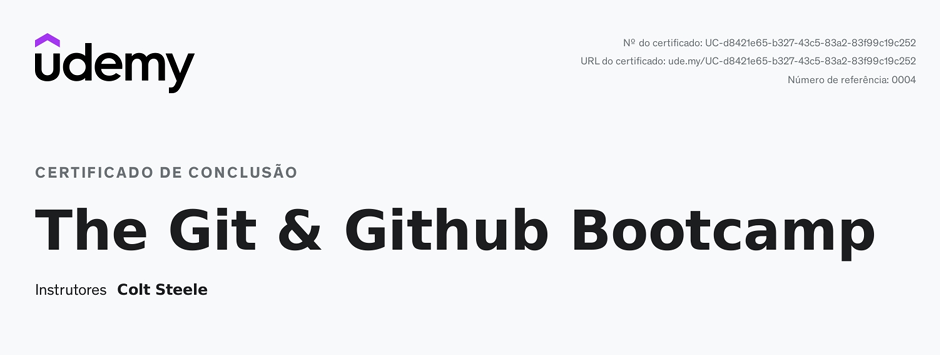 udemy
Nº do certificado: UC-d8421e65-b327-43c5-83a2-83f99c19c252
URL do certificado: ude.my/UC-d8421e65-b327-43c5-83a2-83f99c19c252
Número de referência: 0004
CERTIFICADO DE CONCLUSÃO
The Git & Github Bootcamp
Instrutores Colt Steele